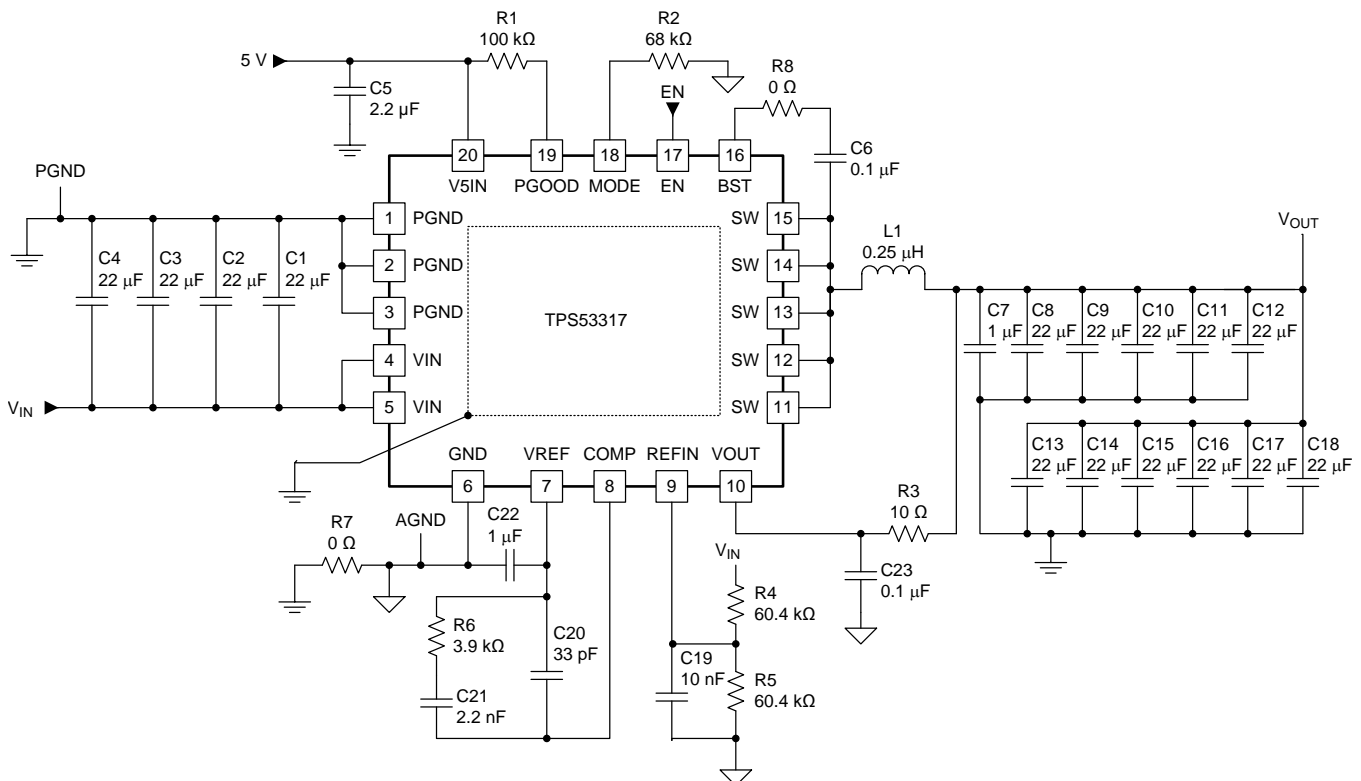 R1
100 kΩ
R2
68 kΩ
5 V
C5
2.2 µF
EN
R8
0 Ω
C6
0.1 µF
20
19
18
17
16
V5IN
PGOOD
MODE
EN
BST
PGND
1
PGND
2
PGND
3
PGND
4
VIN
5
VIN
C4
22 µF
C3
22 µF
C2
22 µF
C1
22 µF
VIN
TPS53317
SW
15
SW
14
SW
13
SW
12
SW
11
L1
0.25 µH
VOUT
C7
1 µF
C8
22 µF
C9
22 µF
C10
22 µF
C11
22 µF
C12
22 µF
C13
22 µF
C14
22 µF
C15
22 µF
C16
22 µF
C17
22 µF
C18
22 µF
GND
VREF
COMP
REFIN
VOUT
6
7
8
9
10
R7
0 Ω
AGND
C22
1 µF
R3
10 Ω
C23
0.1 µF
VIN
R4
60.4 kΩ
R6
3.9 kΩ
C20
33 pF
C21
2.2 nF
C19
10 nF
R5
60.4 kΩ